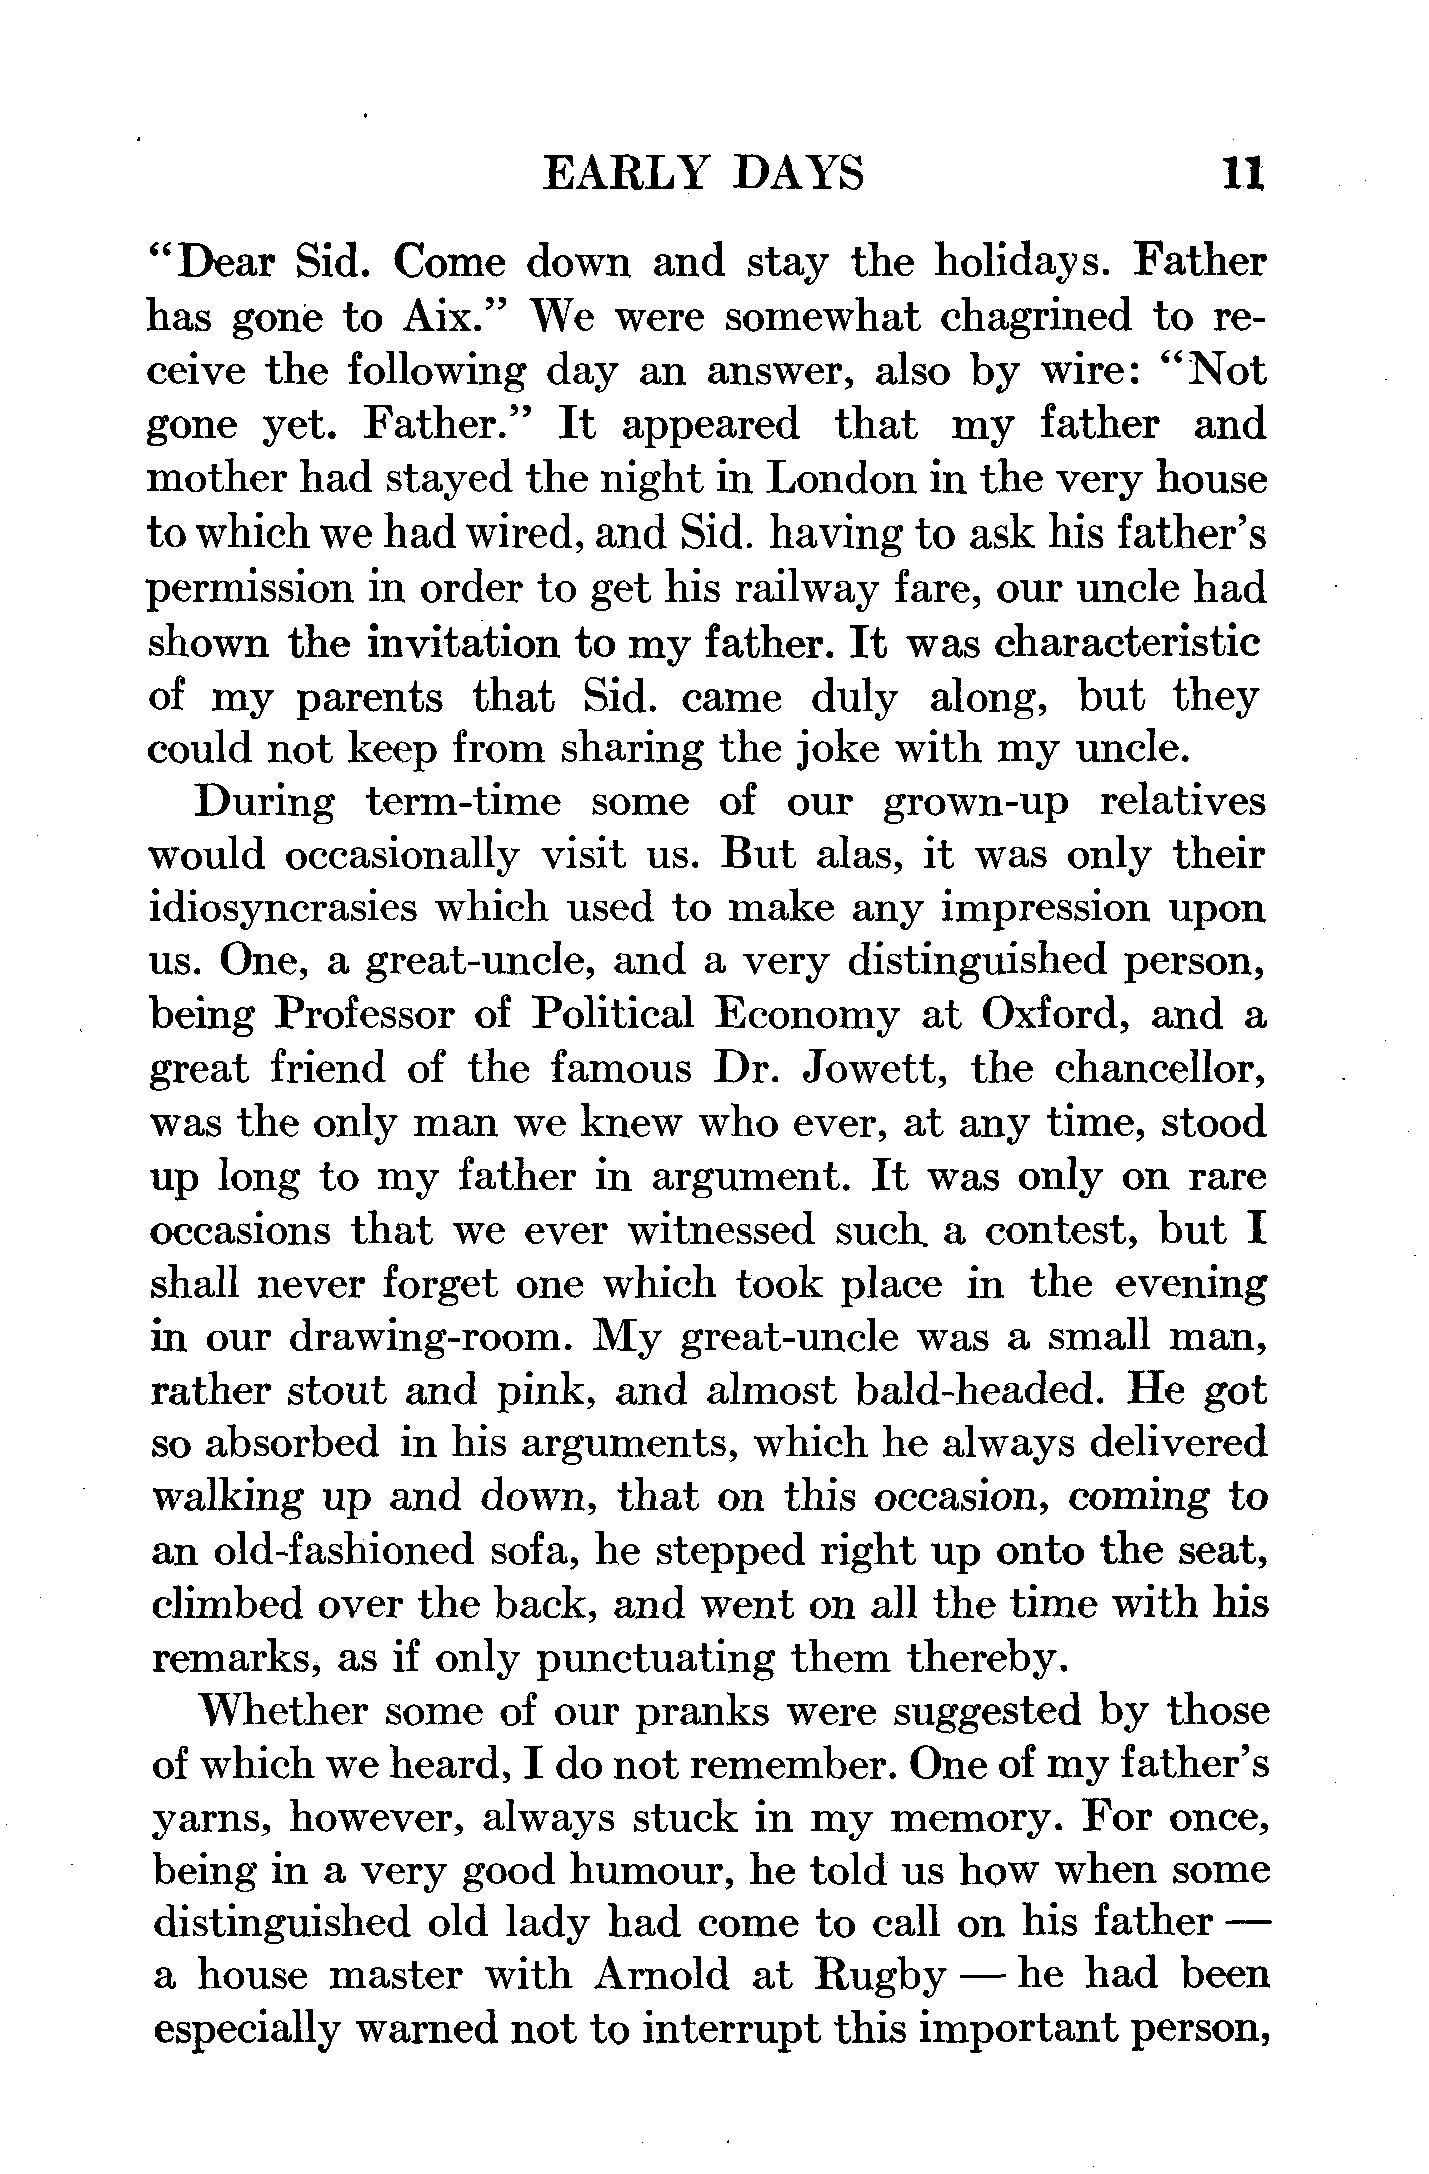 EARLY DAYS 11
“Dear Sid. Come down and stay the holidays. Father
has gone to Aix.” We were somewhat chagrined to re-
ceive the following day an answer, also by wire: “Not
gone yet. Father.” It appeared that my father and
mother had stayed the night in London in the very house
to which we had wired, and Sid. having to ask his father’s
permission in order to get his railway fare, our uncle had
shown the invitation to my father. It was characteristic
of my parents that Sid. came duly along, but they
could not keep from sharing the joke with my uncle.
During term-time some of our grown-up relatives
would occasionally visit us. But alas, it was only their
idiosyncrasies which used to make any impression upon
us. One, a great-uncle, and a very distinguished person,
being Professor of Political Economy at Oxford, and a
great friend of the famous Dr. Jowett, the chancellor,
was the only man we knew who ever, at any time, stood
up long to my father in argument. It was only on rare
occasions that we ever witnessed such a contest, but I
shall never forget one which took place in the evening
in our drawing-room. My great-uncle was a small man,
rather stout and pink, and almost bald-headed. He got
so absorbed in his arguments, which he always delivered
walking up and down, that on this occasion, coming to
an old-fashioned sofa, he stepped right up onto the seat,
climbed over the back, and went on all the time with his
remarks, as if only punctuating them thereby.
Whether some of our pranks were suggested by those
of which we heard, I do not remember. One of my father’s
yarns, however, always stuck in my memory. For once,
being in a very good humour, he told us how when some
distinguished old lady had come to call on his father —
a house master with Arnold at Rugby — he had been
especially warned not to interrupt this important person,